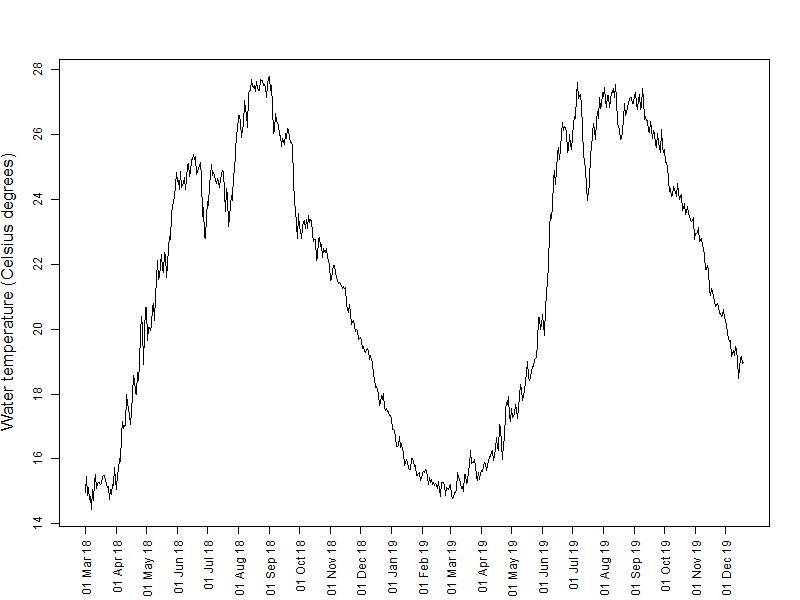 Water temperature (Celsius degrees)
28
26
24
22
20
18
16
14
01 Mar 18
01 Apr 18
01 May 18
01 Jun 18
01 Jul 18
01 Aug 18
01 Sep 18
01 Oct 18
01 Nov 18
01 Dec 18
01 Jan 19
01 Feb 19
01 Mar 19
01 Apr 19
01 May 19
01 Jun 19
01 Jul 19
01 Aug 19
01 Sep 19
01 Oct 19
01 Nov 19
01 Dec 19